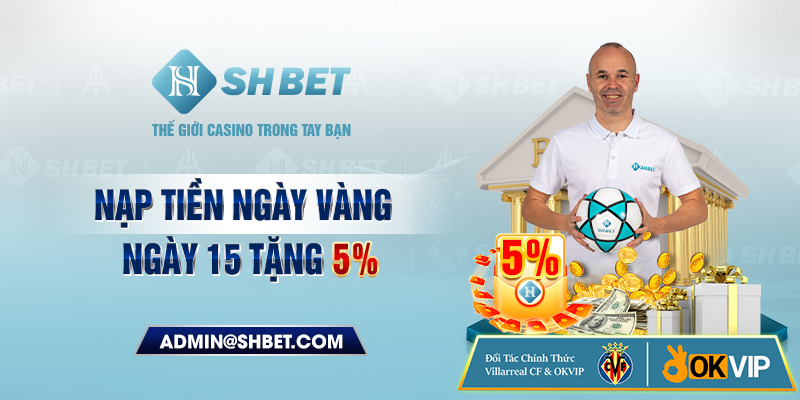 SHBET
THẾ GIỚI CASINO TRONG TAY BẠN
NẠP TIỀN NGÀY VÀNG
NGÀY 15 TẶNG 5%
ADMIN@SHBET.COM
SHBET
SHBET
5%
Đối Tác Chính Thức
Villarreal CF & OKVIP
OKVIP